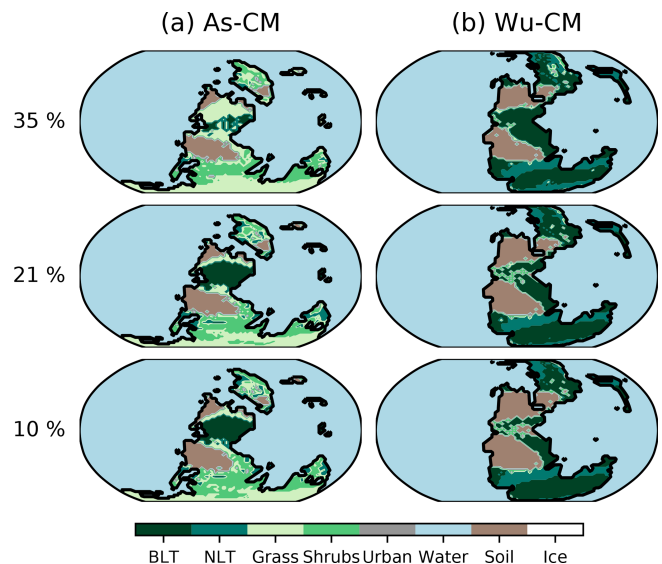 (a) As-CM (b) Wu-CM
35 %
21 %
10 %
BLT NLT Grass Shrubs Urban Water Soil Ice